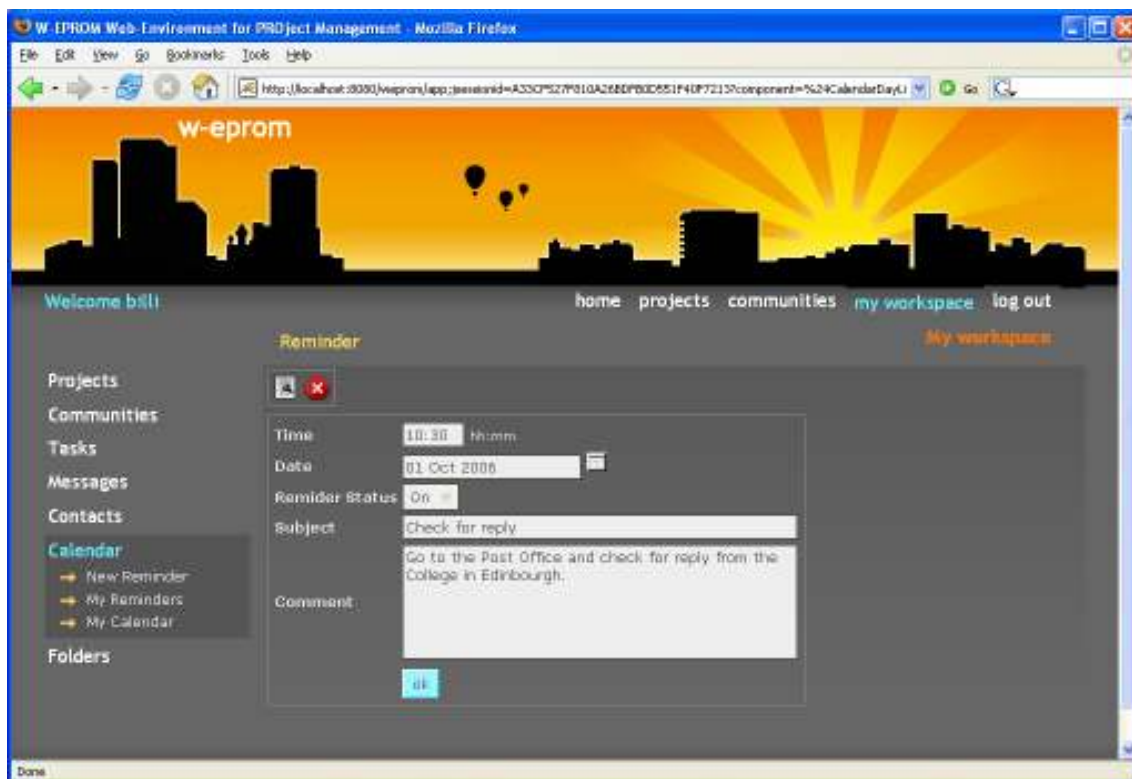 W-EPROM Web-Environment for PROject Management - Mozilla Firefox
File Edit View Go Bookmarks Tools Help
Go
w-eprom
Welcome billi
home projects communities my workspace log out
Reminder
My workspace
Projects
Communities
Tasks
Messages
Contacts
Calendar
New Reminder
My Reminders
My Calendar
Folders
Time 10:30 hh:mm
Date 01 Oct 2006
Remider Status On
Subject Check for reply
Comment
Go to the Post Office and check for reply from the
College in Edinbourgh.
ok
Done